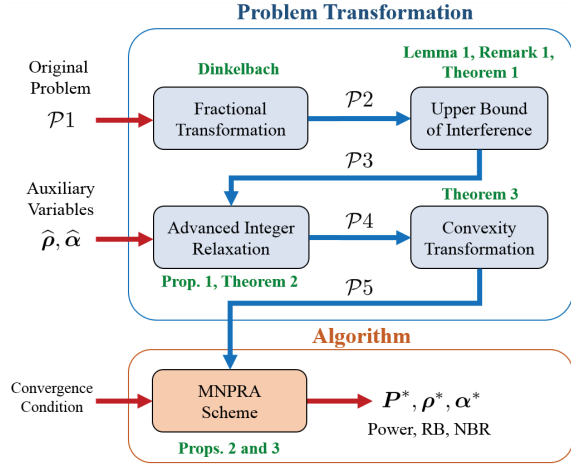 Problem Transformation
Lemma 1, Remark 1,
Theorem 1
Original
Problem
𝒫1
Dinkelbach
Fractional
Transformation
𝒫2
Upper Bound
of Interference
𝒫3
Auxiliary
Variables
ρ̂, α̂
Advanced Integer
Relaxation
Prop. 1, Theorem 2
𝒫4
Theorem 3
Convexity
Transformation
𝒫5
Algorithm
Convergence
Condition
MNPRA
Scheme
Props. 2 and 3
P*, ρ*, α*
Power, RB, NBR